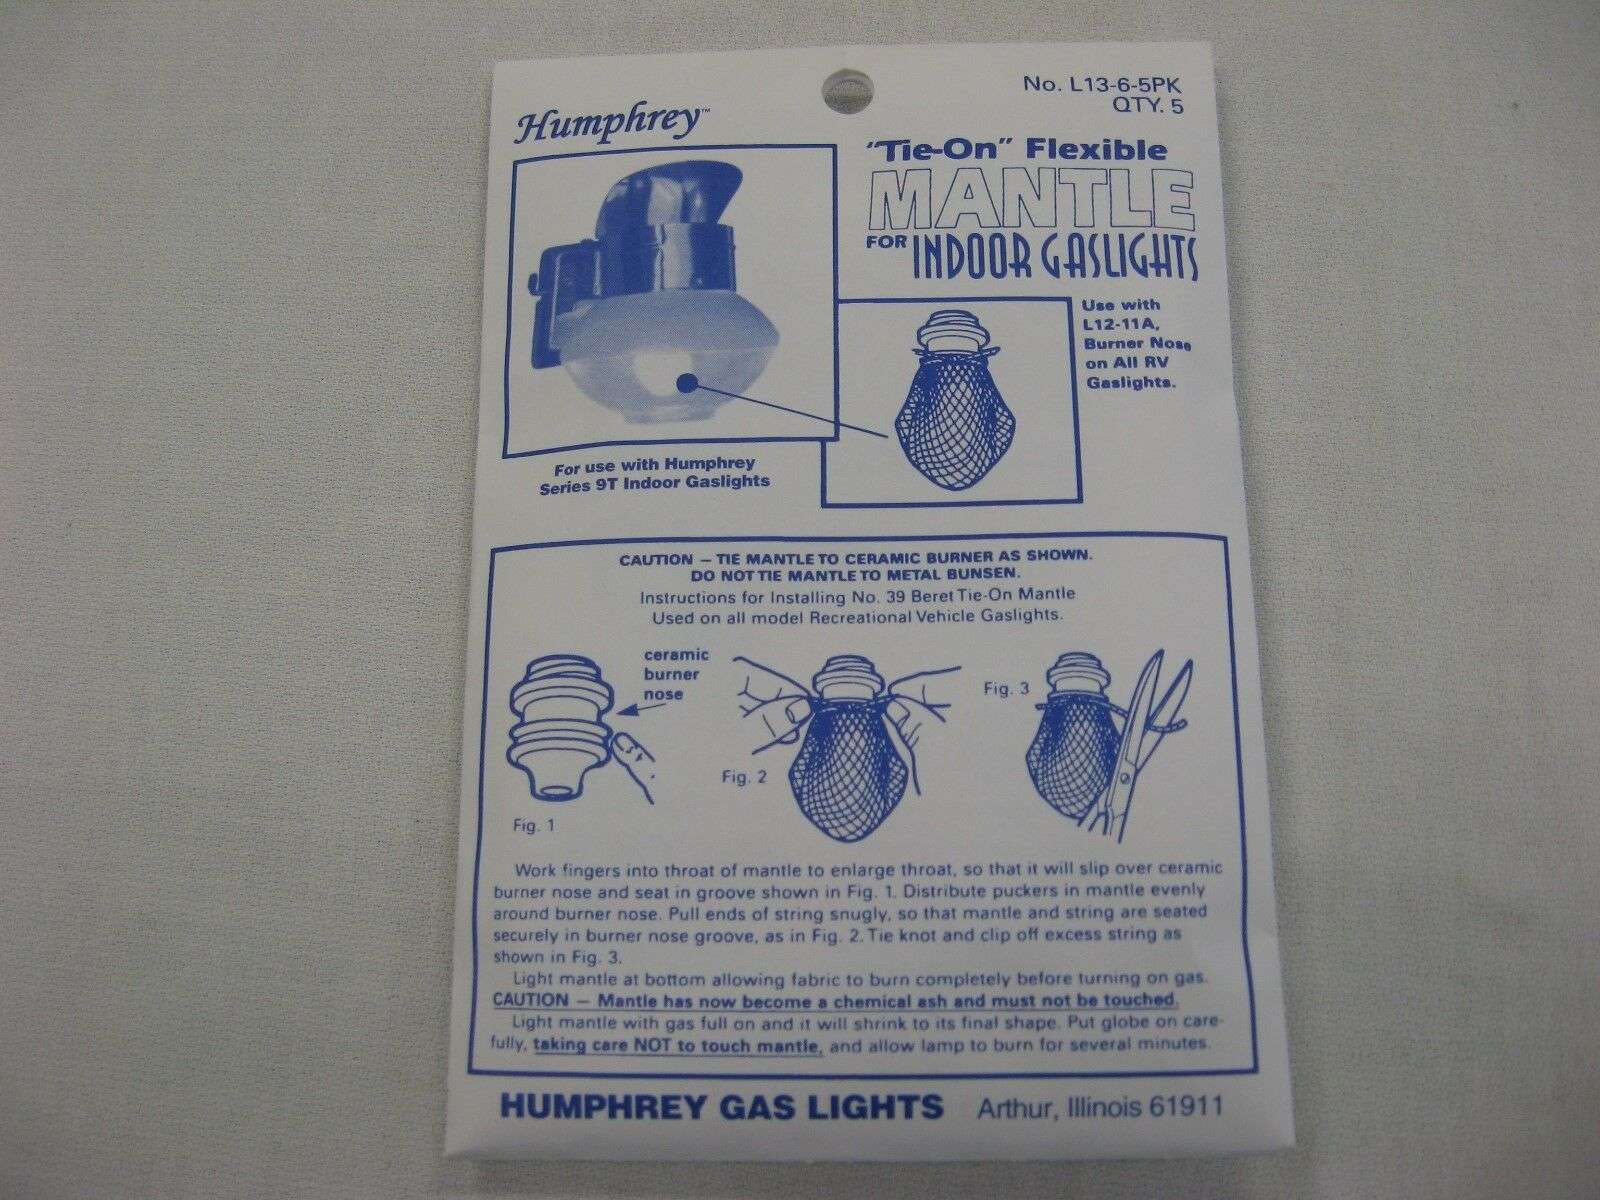 Humphrey™
No. L13-6-5PK
QTY. 5
"Tie-On" Flexible
MANTLE
FOR INDOOR GASLIGHTS
Use with
L12-11A,
Burner Nose
on All RV
Gaslights.
For use with Humphrey
Series 9T Indoor Gaslights
CAUTION – TIE MANTLE TO CERAMIC BURNER AS SHOWN.
DO NOT TIE MANTLE TO METAL BUNSEN.
Instructions for Installing No. 39 Beret Tie-On Mantle
Used on all model Recreational Vehicle Gaslights.
ceramic
burner
nose
Fig. 1
Fig. 2
Fig. 3
Work fingers into throat of mantle to enlarge throat, so that it will slip over ceramic
burner nose and seat in groove shown in Fig. 1. Distribute puckers in mantle evenly
around burner nose. Pull ends of string snugly, so that mantle and string are seated
securely in burner nose groove, as in Fig. 2. Tie knot and clip off excess string as
shown in Fig. 3.
Light mantle at bottom allowing fabric to burn completely before turning on gas.
CAUTION – Mantle has now become a chemical ash and must not be touched.
Light mantle with gas full on and it will shrink to its final shape. Put globe on care-
fully, taking care NOT to touch mantle, and allow lamp to burn for several minutes.
HUMPHREY GAS LIGHTS Arthur, Illinois 61911